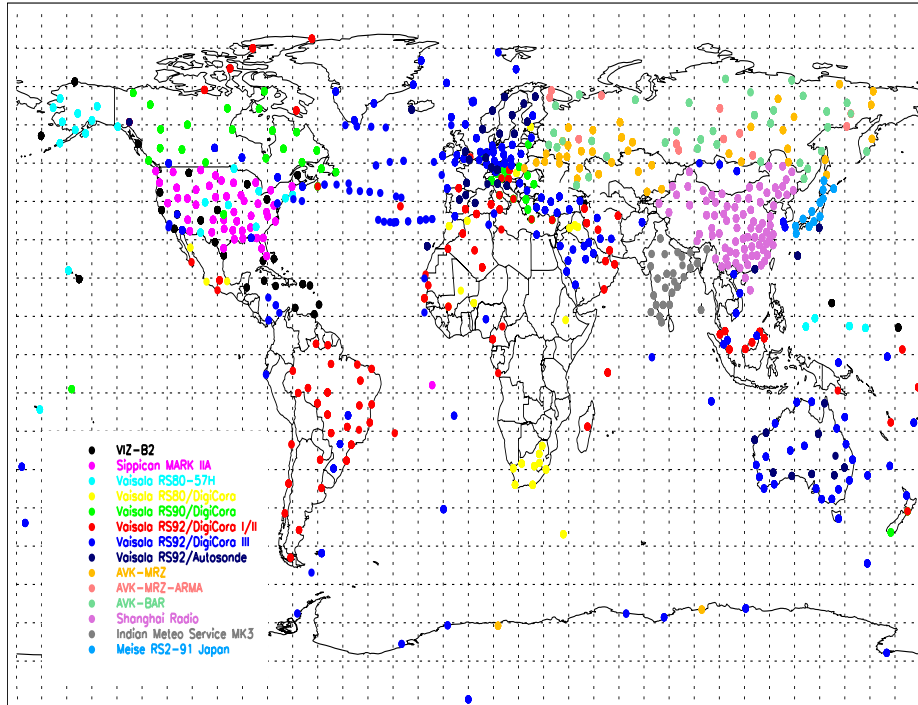 VIZ-B2
Sippican MARK IIA
Vaisala RS80-57H
Vaisala RS80/DigiCora
Vaisala RS90/DigiCora
Vaisala RS92/DigiCora I/II
Vaisala RS92/DigiCora III
Vaisala RS92/Autosonde
AVK-MRZ
AVK-MRZ-ARMA
AVK-BAR
Shanghai Radio
Indian Meteo Service MK3
Meise RS2-91 Japan